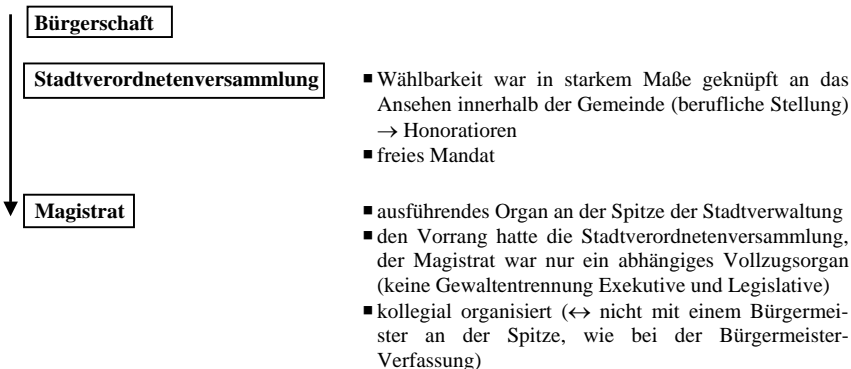 Bürgerschaft
Stadtverordnetenversammlung
■ Wählbarkeit war in starkem Maße geknüpft an das
Ansehen innerhalb der Gemeinde (berufliche Stellung)
→ Honoratioren
■ freies Mandat
Magistrat
■ ausführendes Organ an der Spitze der Stadtverwaltung
■ den Vorrang hatte die Stadtverordnetenversammlung,
der Magistrat war nur ein abhängiges Vollzugsorgan
(keine Gewaltentrennung Exekutive und Legislative)
■ kollegial organisiert (↔ nicht mit einem Bürgermei-
ster an der Spitze, wie bei der Bürgermeister-
Verfassung)